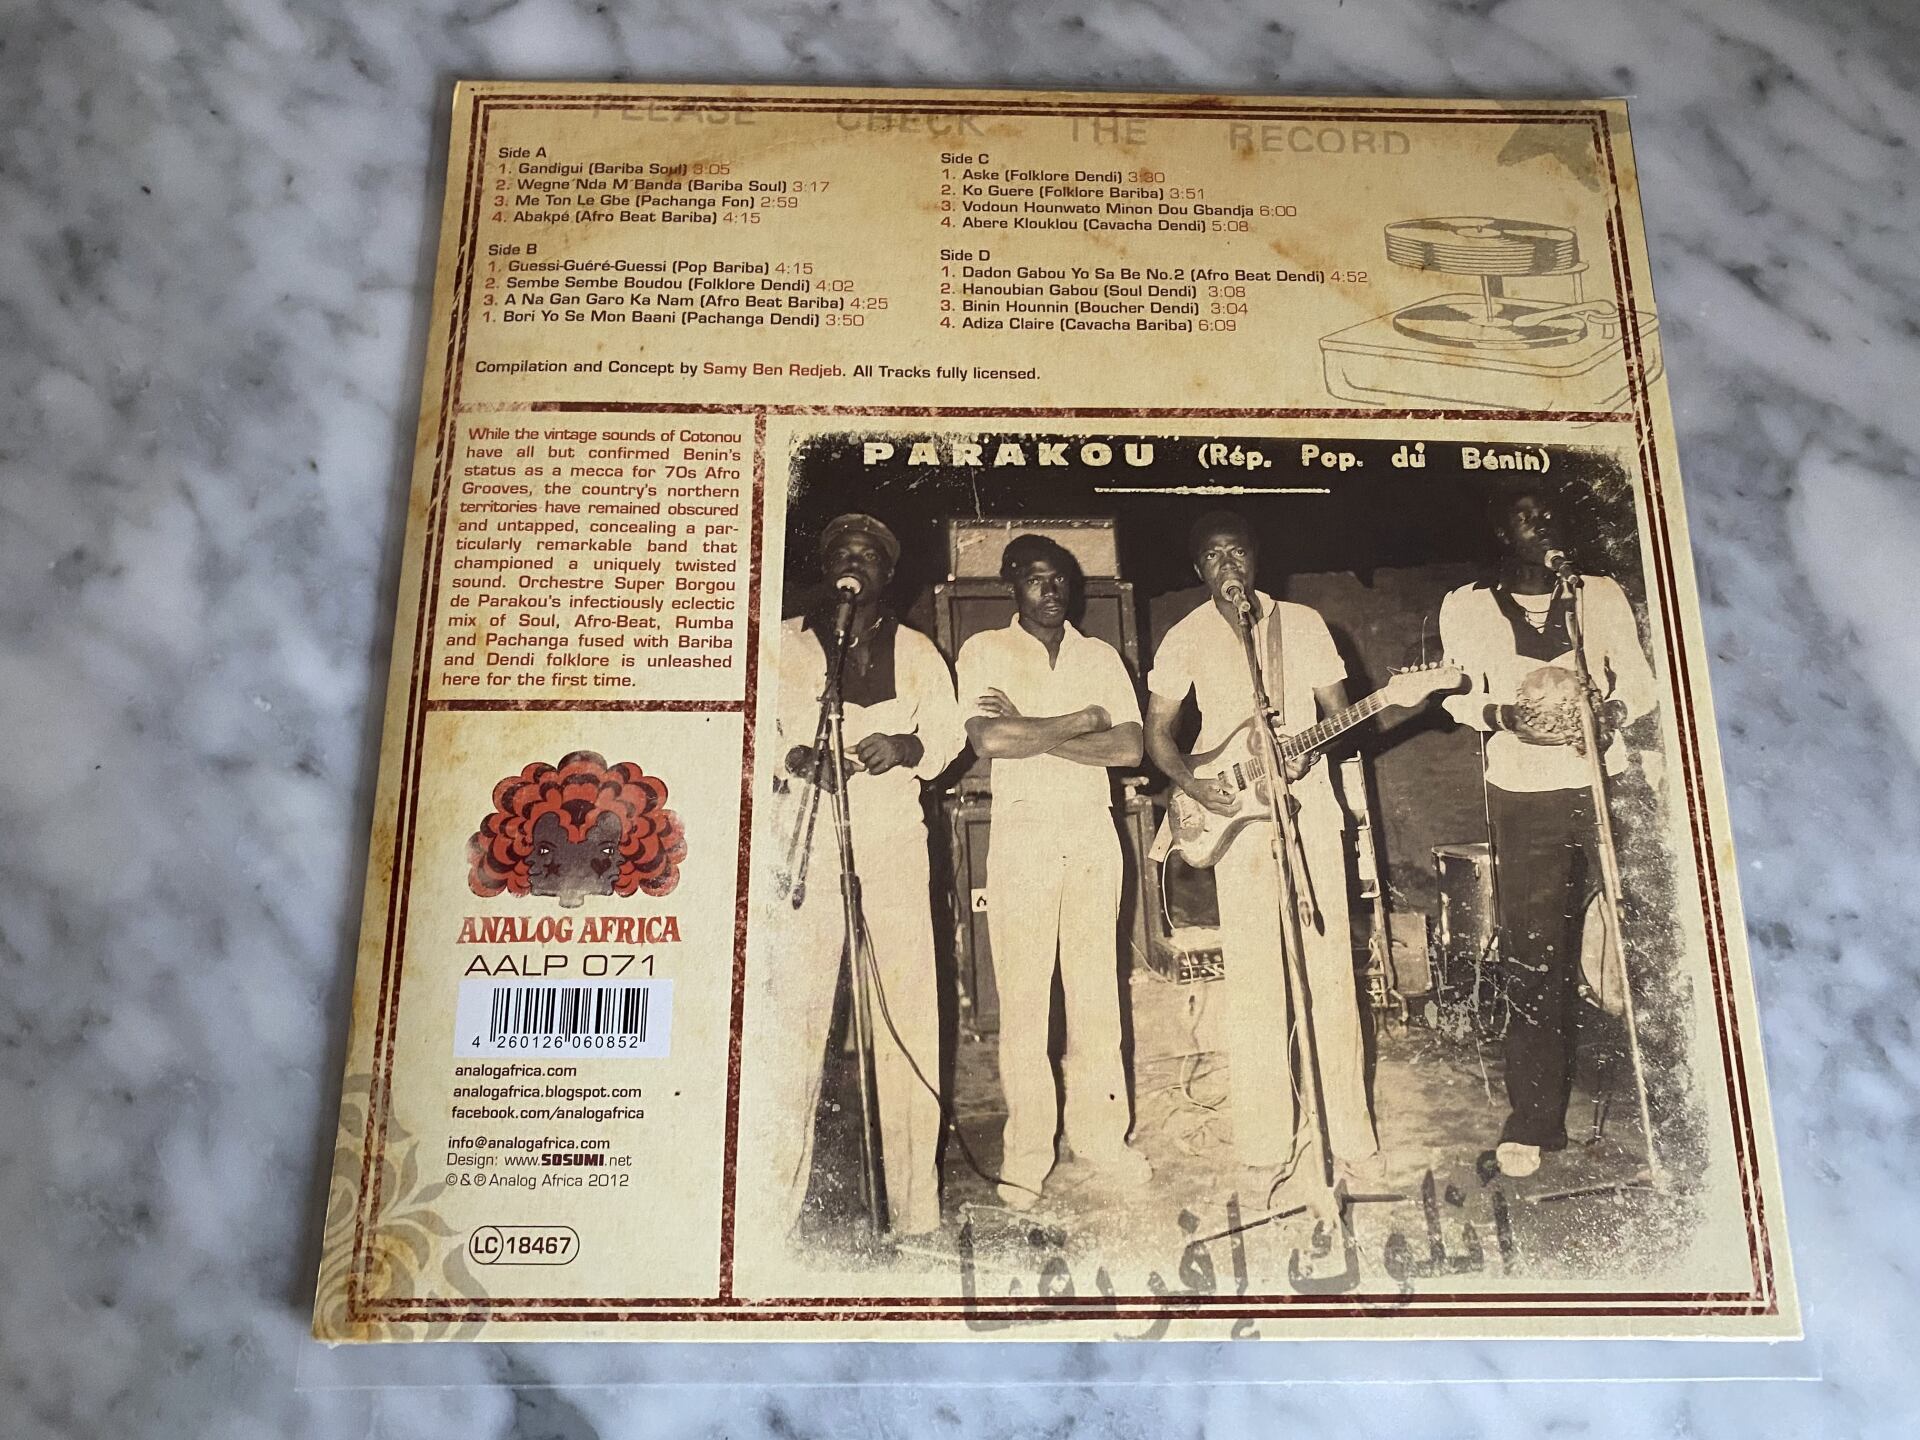 PLEASE CHECK THE RECORD
Side A
1. Gandigui (Bariba Soul) 3:05
2. Wegne´Nda M´Banda (Bariba Soul) 3:17
3. Me Ton Le Gbe (Pachanga Fon) 2:59
4. Abakpé (Afro Beat Bariba) 4:15
Side B
1. Guessi-Guéré-Guessi (Pop Bariba) 4:15
2. Sembe Sembe Boudou (Folklore Dendi) 4:02
3. A Na Gan Garo Ka Nam (Afro Beat Bariba) 4:25
1. Bori Yo Se Mon Baani (Pachanga Dendi) 3:50
Side C
1. Aske (Folklore Dendi) 3:30
2. Ko Guere (Folklore Bariba) 3:51
3. Vodoun Hounwato Minon Dou Gbandja 6:00
4. Abere Klouklou (Cavacha Dendi) 5:08
Side D
1. Dadon Gabou Yo Sa Be No.2 (Afro Beat Dendi) 4:52
2. Hanoubian Gabou (Soul Dendi) 3:08
3. Binin Hounnin (Boucher Dendi) 3:04
4. Adiza Claire (Cavacha Bariba) 6:09
Compilation and Concept by Samy Ben Redjeb. All Tracks fully licensed.
While the vintage sounds of Cotonou
have all but confirmed Benin's
status as a mecca for 70s Afro
Grooves, the country's northern
territories have remained obscured
and untapped, concealing a par-
ticularly remarkable band that
championed a uniquely twisted
sound. Orchestre Super Borgou
de Parakou's infectiously eclectic
mix of Soul, Afro-Beat, Rumba
and Pachanga fused with Bariba
and Dendi folklore is unleashed
here for the first time.
PARAKOU (Rép. Pop. du Bénin)
ANALOG AFRICA
AALP 071
4 260126 060852
analogafrica.com
analogafrica.blogspot.com
facebook.com/analogafrica
info@analogafrica.com
Design: www.SOSUMI.net
© & ℗ Analog Africa 2012
LC 18467
أنلوك إفريقيا